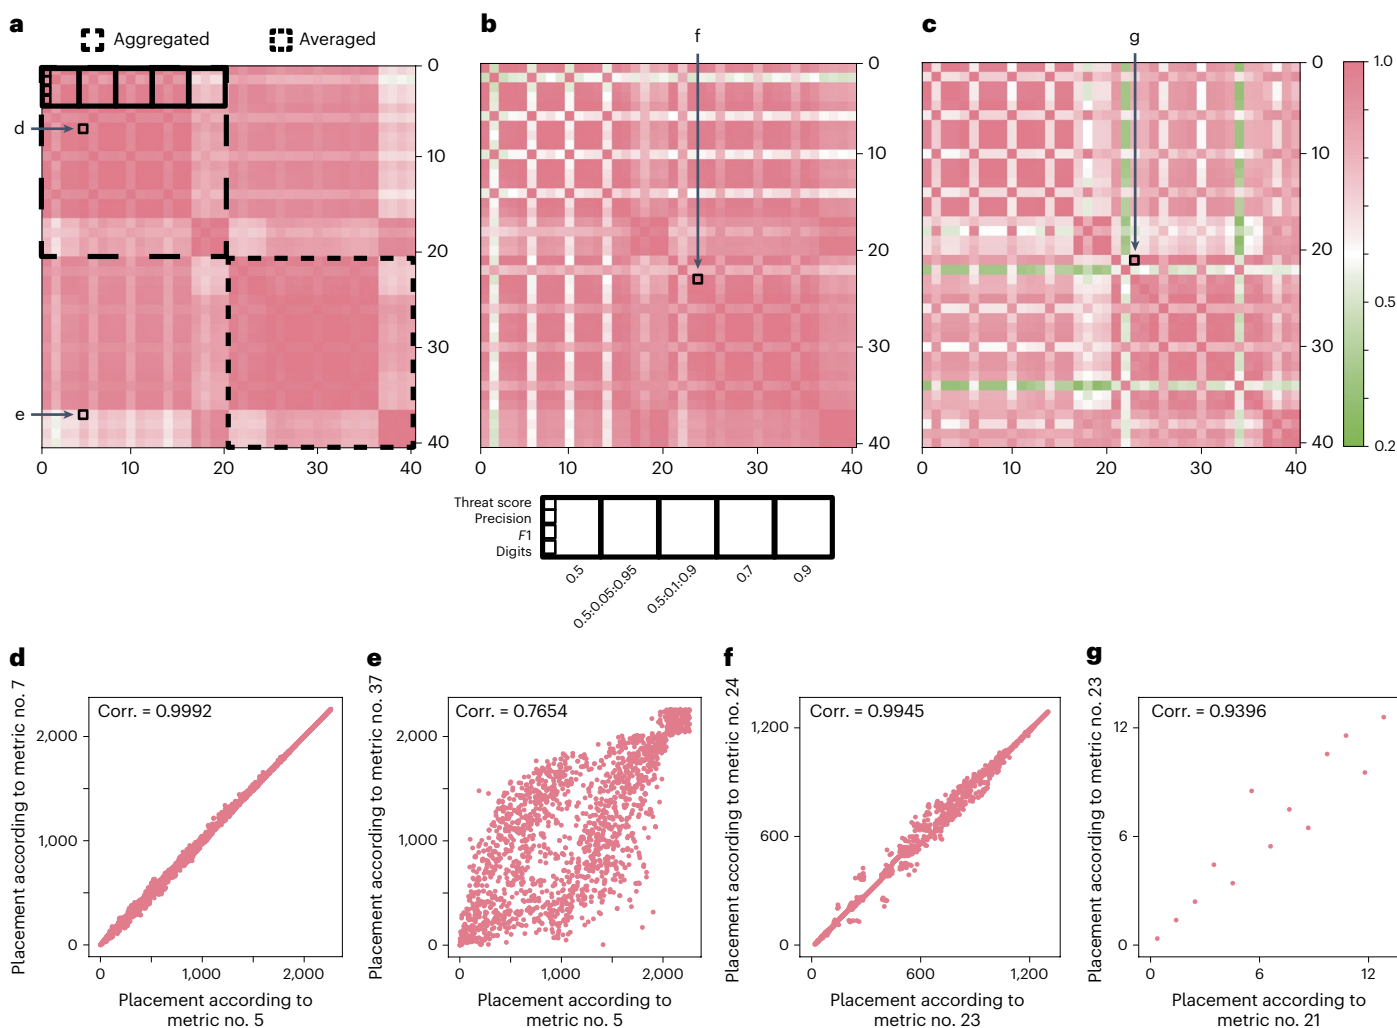 a
Aggregated
Averaged
b
f
c
g
d
e
0
10
20
30
40
0
10
20
30
40
0
10
20
30
40
0
10
20
30
40
0
10
20
30
40
0
10
20
30
40
1.0
0.5
0.2
Threat score
Precision
F1
Digits
0.5
0.5:0.05:0.95
0.5:0.1:0.9
0.7
0.9
d
Corr. = 0.9992
Placement according to metric no. 7
2,000
1,000
0
0
1,000
2,000
Placement according to
metric no. 5
e
Corr. = 0.7654
Placement according to metric no. 37
2,000
1,000
0
0
1,000
2,000
Placement according to
metric no. 5
f
Corr. = 0.9945
Placement according to metric no. 24
1,200
600
0
0
600
1,200
Placement according to
metric no. 23
g
Corr. = 0.9396
Placement according to metric no. 23
12
6
0
0
6
12
Placement according to
metric no. 21